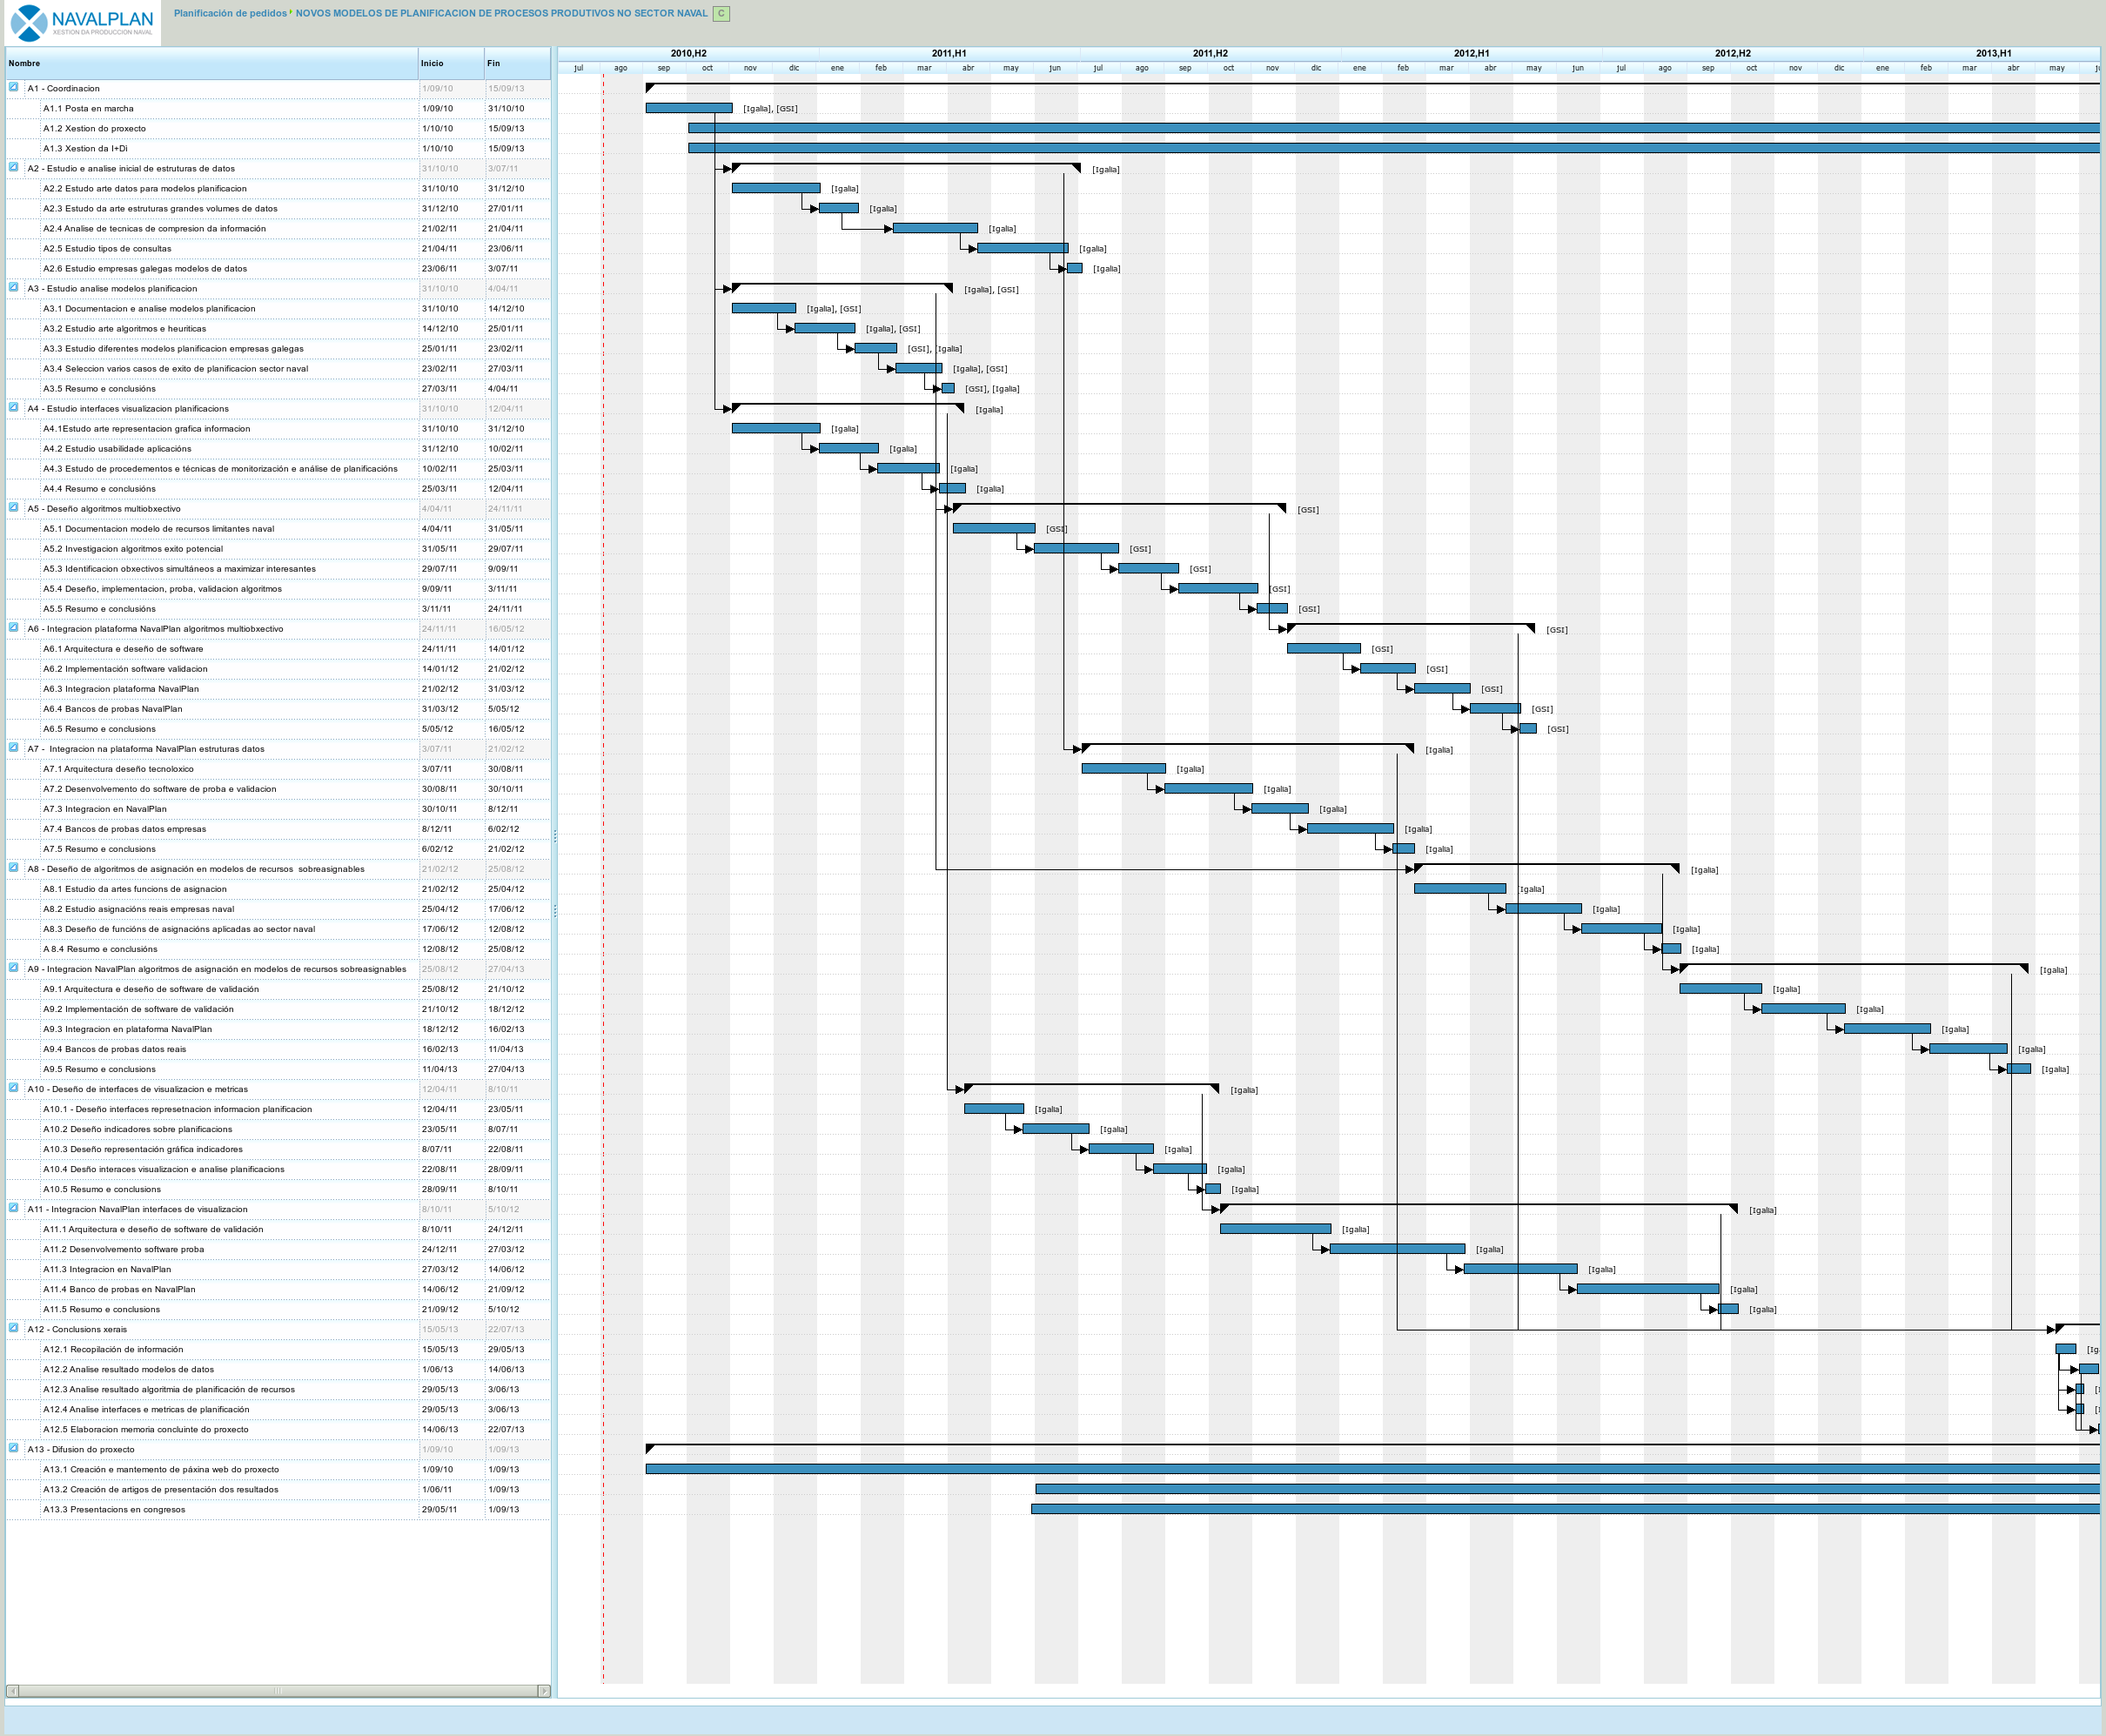 NAVALPLAN
XESTION DA PRODUCCION NAVAL
Planificación de pedidos NOVOS MODELOS DE PLANIFICACION DE PROCESOS PRODUTIVOS NO SECTOR NAVAL C
Nombre Inicio Fin
2010,H2 2011,H1 2011,H2 2012,H1 2012,H2 2013,H1
jul ago sep oct nov dic ene feb mar abr may jun jul ago sep oct nov dic ene feb mar abr may jun jul ago sep oct nov dic ene feb mar abr may
A1 - Coordinacion 1/09/10 15/09/13
A1.1 Posta en marcha 1/09/10 31/10/10 [Igalia], [GSI]
A1.2 Xestion do proxecto 1/10/10 15/09/13
A1.3 Xestion da I+Di 1/10/10 15/09/13
A2 - Estudio e analise inicial de estruturas de datos 31/10/10 3/07/11 [Igalia]
A2.2 Estudo arte datos para modelos planificacion 31/10/10 31/12/10 [Igalia]
A2.3 Estudo da arte estruturas grandes volumes de datos 31/12/10 27/01/11 [Igalia]
A2.4 Analise de tecnicas de compresion da información 21/02/11 21/04/11 [Igalia]
A2.5 Estudio tipos de consultas 21/04/11 23/06/11 [Igalia]
A2.6 Estudio empresas galegas modelos de datos 23/06/11 3/07/11 [Igalia]
A3 - Estudio analise modelos planificacion 31/10/10 4/04/11 [Igalia], [GSI]
A3.1 Documentacion e analise modelos planificacion 31/10/10 14/12/10 [Igalia], [GSI]
A3.2 Estudio arte algoritmos e heuriticas 14/12/10 25/01/11 [Igalia], [GSI]
A3.3 Estudio diferentes modelos planificacion empresas galegas 25/01/11 23/02/11 [GSI], [Igalia]
A3.4 Seleccion varios casos de exito de planificacion sector naval 23/02/11 27/03/11 [Igalia], [GSI]
A3.5 Resumo e conclusións 27/03/11 4/04/11 [GSI], [Igalia]
A4 - Estudio interfaces visualizacion planificacions 31/10/10 12/04/11 [Igalia]
A4.1Estudo arte representacion grafica informacion 31/10/10 31/12/10 [Igalia]
A4.2 Estudio usabilidade aplicacións 31/12/10 10/02/11 [Igalia]
A4.3 Estudo de procedementos e técnicas de monitorización e análise de planificacións 10/02/11 25/03/11 [Igalia]
A4.4 Resumo e conclusións 25/03/11 12/04/11 [Igalia]
A5 - Deseño algoritmos multiobxectivo 4/04/11 24/11/11 [GSI]
A5.1 Documentacion modelo de recursos limitantes naval 4/04/11 31/05/11 [GSI]
A5.2 Investigacion algoritmos exito potencial 31/05/11 29/07/11 [GSI]
A5.3 Identificacion obxectivos simultáneos a maximizar interesantes 29/07/11 9/09/11 [GSI]
A5.4 Deseño, implementacion, proba, validacion algoritmos 9/09/11 3/11/11 [GSI]
A5.5 Resumo e conclusións 3/11/11 24/11/11 [GSI]
A6 - Integracion plataforma NavalPlan algoritmos multiobxectivo 24/11/11 16/05/12 [GSI]
A6.1 Arquitectura e deseño de software 24/11/11 14/01/12 [GSI]
A6.2 Implementación software validacion 14/01/12 21/02/12 [GSI]
A6.3 Integracion plataforma NavalPlan 21/02/12 31/03/12 [GSI]
A6.4 Bancos de probas NavalPlan 31/03/12 5/05/12 [GSI]
A6.5 Resumo e conclusions 5/05/12 16/05/12 [GSI]
A7 - Integracion na plataforma NavalPlan estruturas datos 3/07/11 21/02/12 [Igalia]
A7.1 Arquitectura deseño tecnoloxico 3/07/11 30/08/11 [Igalia]
A7.2 Desenvolvemento do software de proba e validacion 30/08/11 30/10/11 [Igalia]
A7.3 Integracion en NavalPlan 30/10/11 8/12/11 [Igalia]
A7.4 Bancos de probas datos empresas 8/12/11 6/02/12 [Igalia]
A7.5 Resumo e conclusions 6/02/12 21/02/12 [Igalia]
A8 - Deseño de algoritmos de asignación en modelos de recursos sobreasignables 21/02/12 25/08/12 [Igalia]
A8.1 Estudio da artes funcions de asignacion 21/02/12 25/04/12 [Igalia]
A8.2 Estudio asignacións reais empresas naval 25/04/12 17/06/12 [Igalia]
A8.3 Deseño de funcións de asignacións aplicadas ao sector naval 17/06/12 12/08/12 [Igalia]
A 8.4 Resumo e conclusións 12/08/12 25/08/12 [Igalia]
A9 - Integracion NavalPlan algoritmos de asignación en modelos de recursos sobreasignables 25/08/12 27/04/13 [Igalia]
A9.1 Arquitectura e deseño de software de validación 25/08/12 21/10/12 [Igalia]
A9.2 Implementación de software de validación 21/10/12 18/12/12 [Igalia]
A9.3 Integracion en plataforma NavalPlan 18/12/12 16/02/13 [Igalia]
A9.4 Bancos de probas datos reais 16/02/13 11/04/13 [Igalia]
A9.5 Resumo e conclusions 11/04/13 27/04/13 [Igalia]
A10 - Deseño de interfaces de visualizacion e metricas 12/04/11 8/10/11 [Igalia]
A10.1 - Deseño interfaces represetnacion informacion planificacion 12/04/11 23/05/11 [Igalia]
A10.2 Deseño indicadores sobre planificacions 23/05/11 8/07/11 [Igalia]
A10.3 Deseño representación gráfica indicadores 8/07/11 22/08/11 [Igalia]
A10.4 Desño interaces visualizacion e analise planificacions 22/08/11 28/09/11 [Igalia]
A10.5 Resumo e conclusions 28/09/11 8/10/11 [Igalia]
A11 - Integracion NavalPlan interfaces de visualizacion 8/10/11 5/10/12 [Igalia]
A11.1 Arquitectura e deseño de software de validación 8/10/11 24/12/11 [Igalia]
A11.2 Desenvolvemento software proba 24/12/11 27/03/12 [Igalia]
A11.3 Integracion en NavalPlan 27/03/12 14/06/12 [Igalia]
A11.4 Banco de probas en NavalPlan 14/06/12 21/09/12 [Igalia]
A11.5 Resumo e conclusions 21/09/12 5/10/12 [Igalia]
A12 - Conclusions xerais 15/05/13 22/07/13
A12.1 Recopilación de información 15/05/13 29/05/13 [Ig
A12.2 Analise resultado modelos de datos 1/06/13 14/06/13
A12.3 Analise resultado algoritmia de planificación de recursos 29/05/13 3/06/13
A12.4 Analise interfaces e metricas de planificación 29/05/13 3/06/13
A12.5 Elaboracion memoria concluinte do proxecto 14/06/13 22/07/13
A13 - Difusion do proxecto 1/09/10 1/09/13
A13.1 Creación e mantemento de páxina web do proxecto 1/09/10 1/09/13
A13.2 Creación de artigos de presentación dos resultados 1/06/11 1/09/13
A13.3 Presentacions en congresos 29/05/11 1/09/13